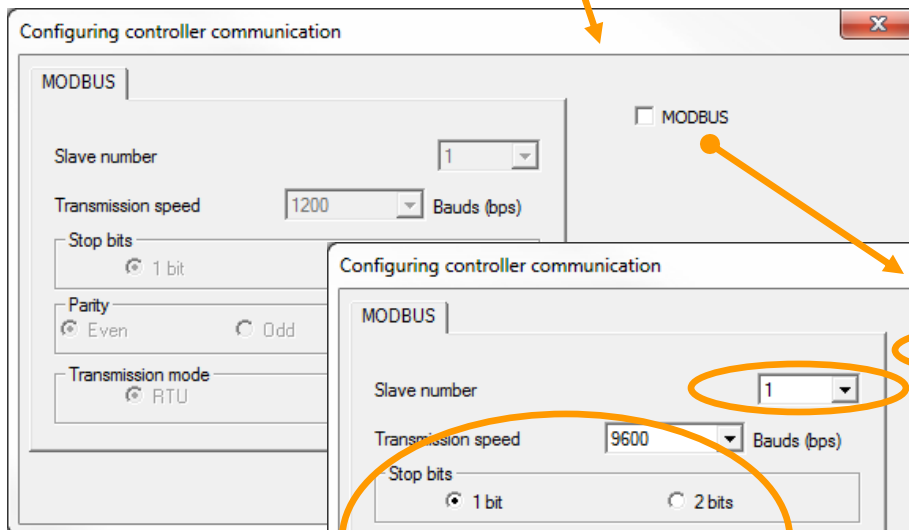 Configuring controller communication
MODBUS
MODBUS
Slave number 1
Transmission speed 1200 Bauds (bps)
Stop bits
1 bit
Parity
Even Odd
Transmission mode
RTU
Configuring controller communication
MODBUS
Slave number 1
Transmission speed 9600 Bauds (bps)
Stop bits
1 bit 2 bits